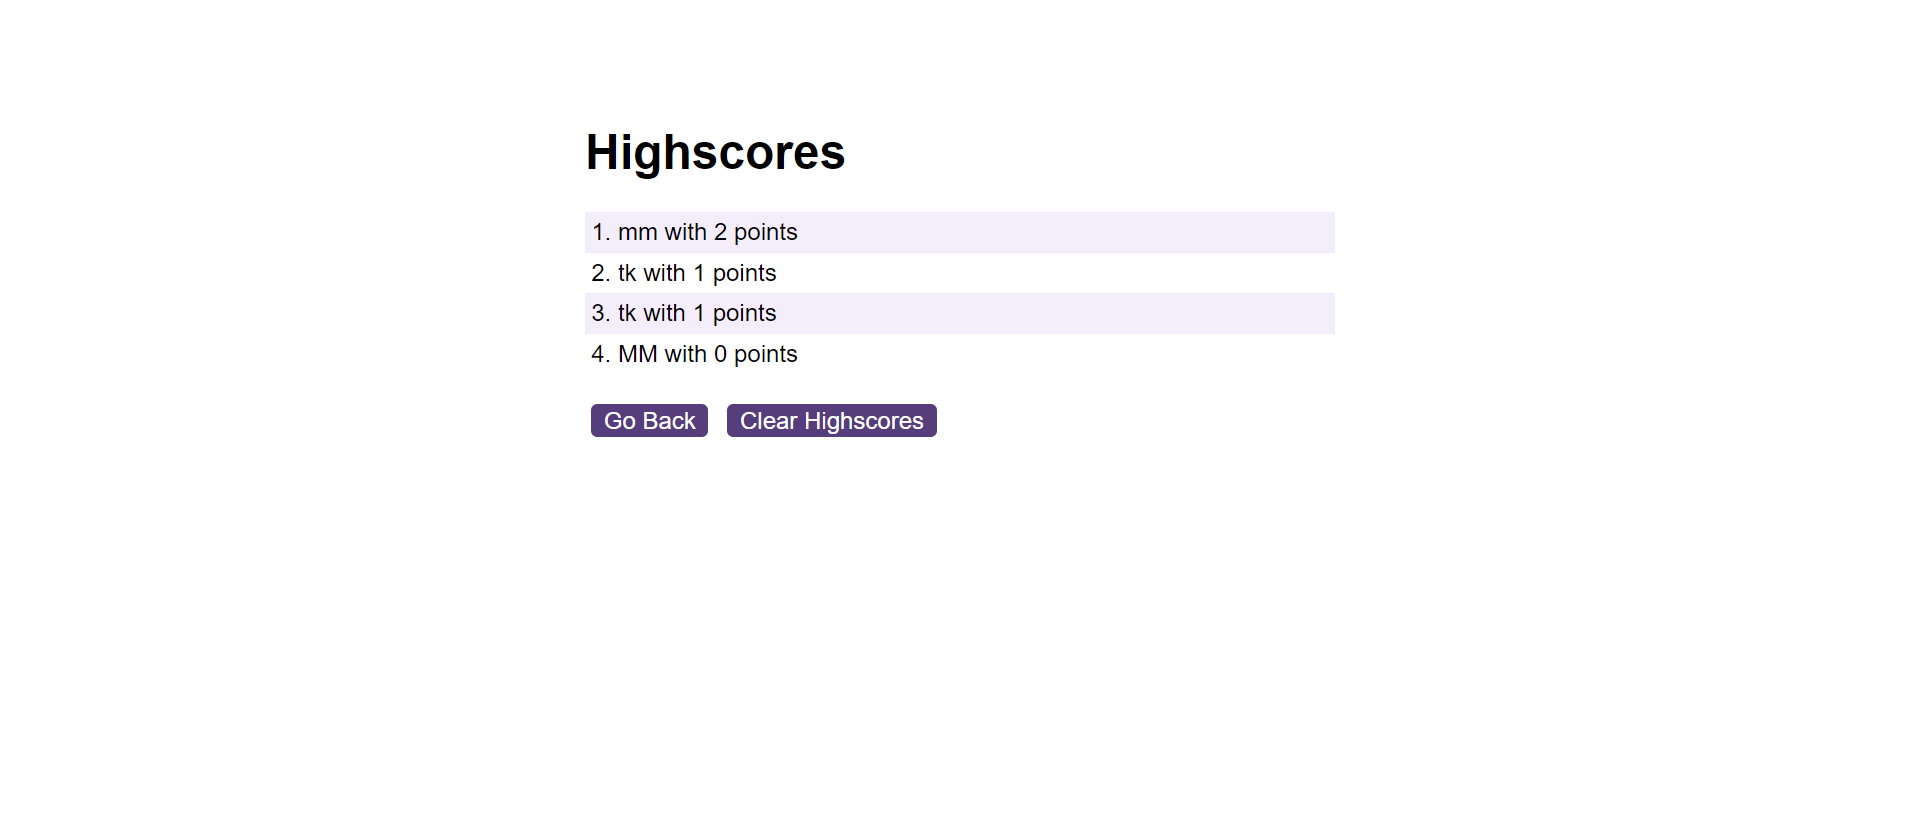 Highscores
1. mm with 2 points
2. tk with 1 points
3. tk with 1 points
4. MM with 0 points
Go Back Clear Highscores